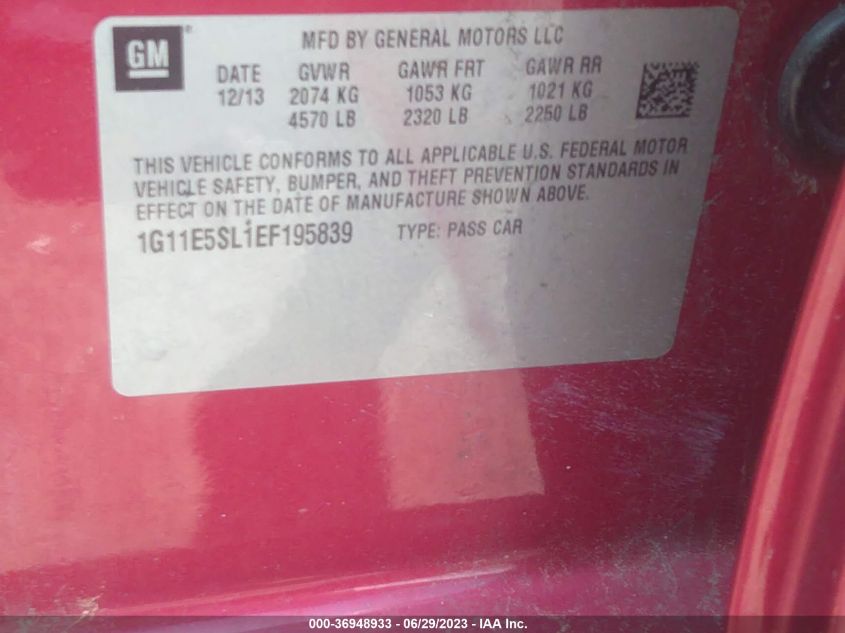 GM®
MFD BY GENERAL MOTORS LLC
DATE GVWR GAWR FRT GAWR RR
12/13 2074 KG 1053 KG 1021 KG
4570 LB 2320 LB 2250 LB
THIS VEHICLE CONFORMS TO ALL APPLICABLE U.S. FEDERAL MOTOR
VEHICLE SAFETY, BUMPER, AND THEFT PREVENTION STANDARDS IN
EFFECT ON THE DATE OF MANUFACTURE SHOWN ABOVE.
1G11E5SL1EF195839 TYPE: PASS CAR
000-36948933 - 06/29/2023 - IAA Inc.